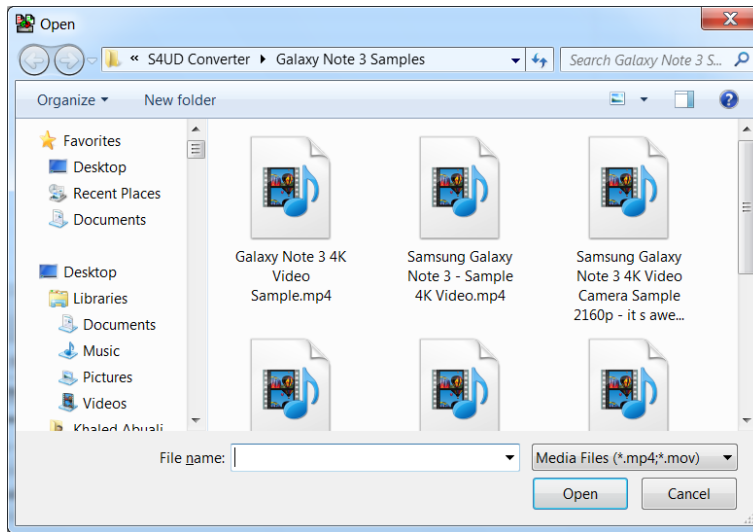 Open
« S4UD Converter Galaxy Note 3 Samples
Search Galaxy Note 3 S...
Organize
New folder
Favorites
Desktop
Recent Places
Documents
Desktop
Libraries
Documents
Music
Pictures
Videos
Khaled Abuali
Galaxy Note 3 4K
Video
Sample.mp4
Samsung Galaxy
Note 3 - Sample
4K Video.mp4
Samsung Galaxy
Note 3 4K Video
Camera Sample
2160p - it s awe...
File name:
Media Files (*.mp4;*.mov)
Open
Cancel